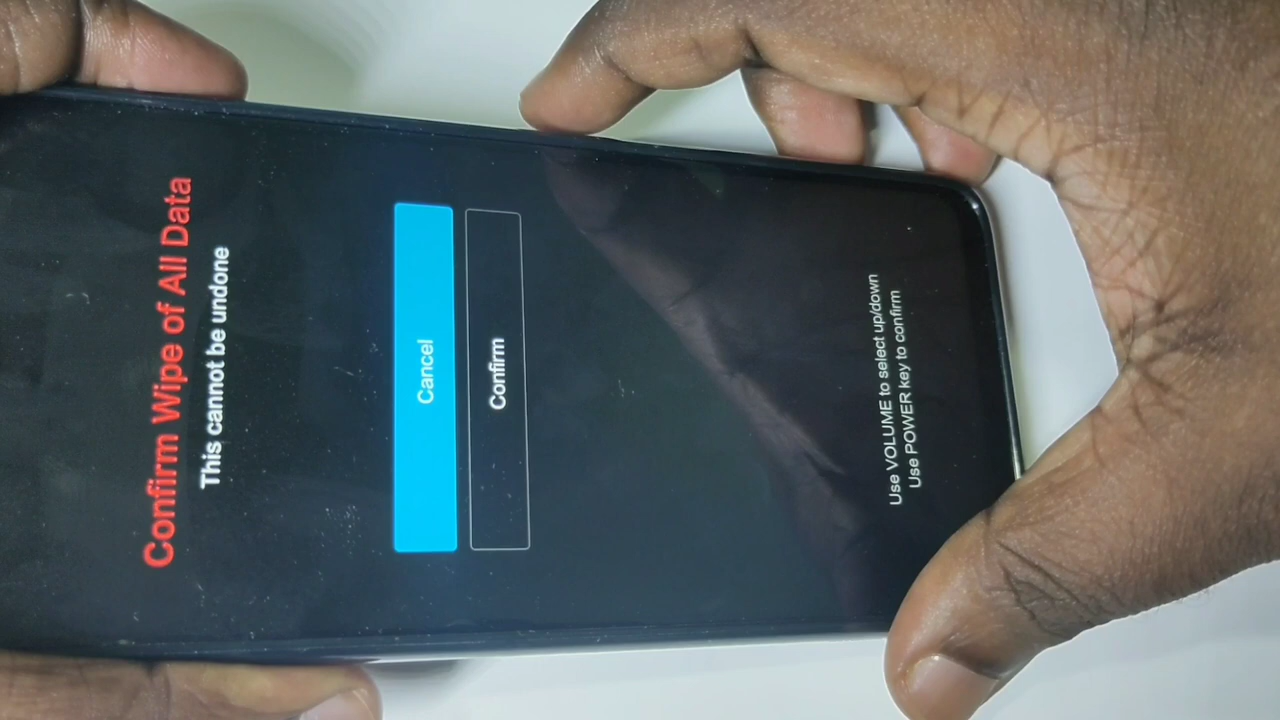 Confirm Wipe of All Data
This cannot be undone
Cancel
Confirm
Use VOLUME to select up/down
Use POWER key to confirm